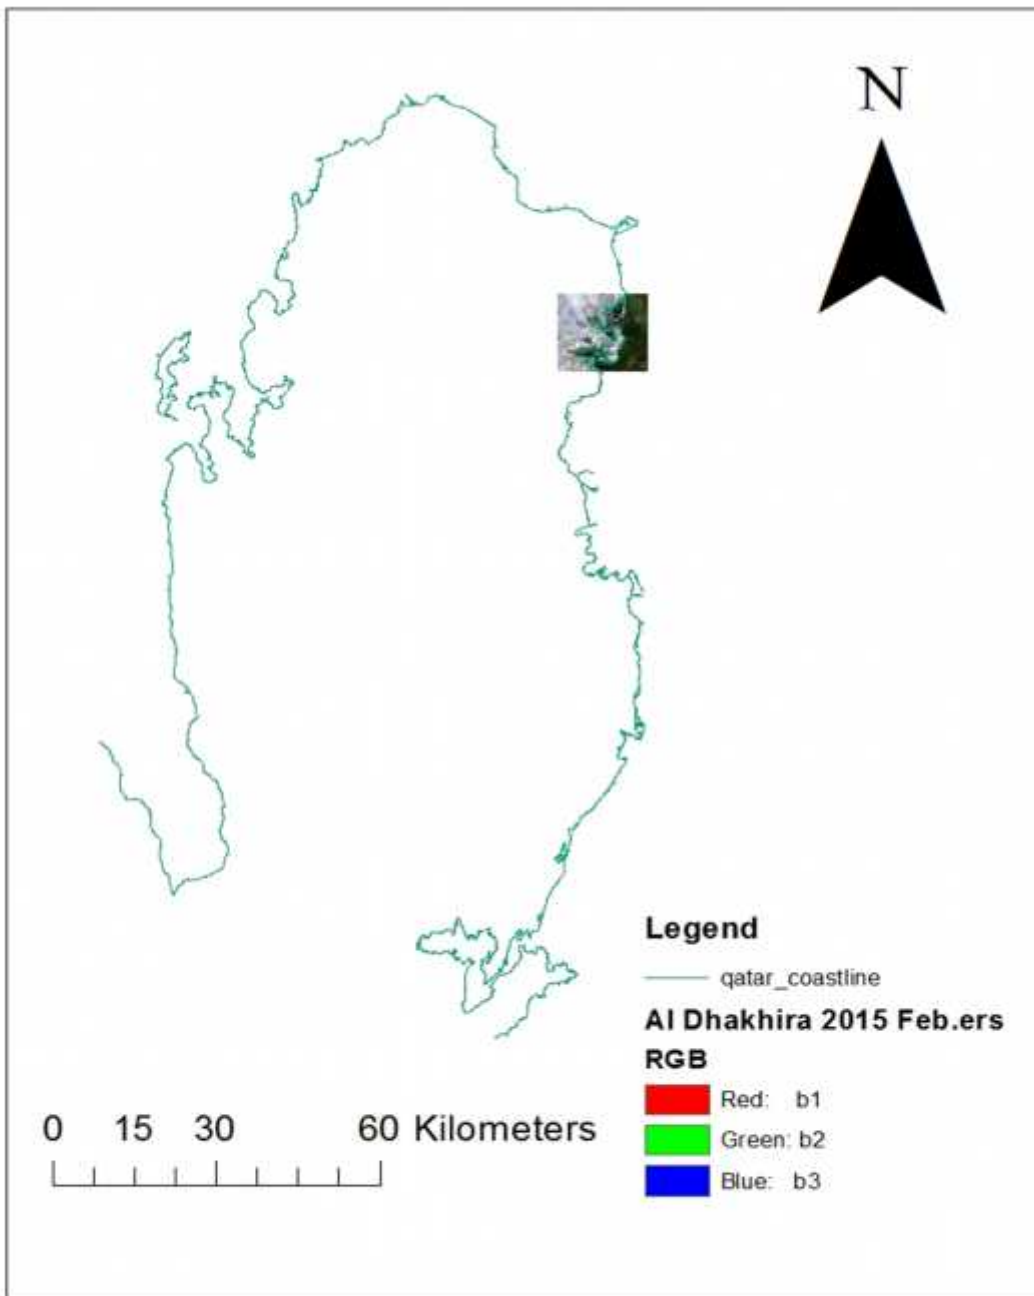 N
Legend
qatar_coastline
Al Dhakhira 2015 Feb.ers
RGB
Red: b1
Green: b2
Blue: b3
0 15 30 60 Kilometers